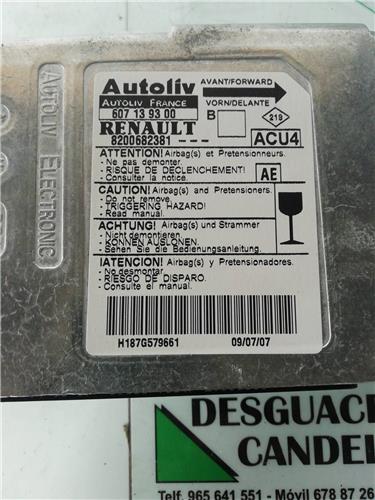 AUTOLIV ELECTRONIC
Autoliv
AUTOLIV FRANCE
607 13 93 00
RENAULT
8200682381 --
AVANT/FORWARD
VORN/DELANTE
B
218
ACU4
AE
ATTENTION! Airbag(s) et Pretensionneurs.
- Ne pas demonter.
- RISQUE DE DECLENCHEMENT!
- Consulter la notice.
CAUTION! Airbag(s) and Pretensioners.
- Do not remove.
- TRIGGERING HAZARD!
- Read manual.
ACHTUNG! Airbag(s) und Strammer
- Nicht demontieren.
- KONNEN AUSLOSEN.
- Sehen Sie die Bedienungsanleitung.
!ATENCION! Airbag(s) y Pretensionadores.
- No desmontar.
- RIESGO DE DISPARO.
- Consulte el manual.
H187G579661
09/07/07
DESGUACE
CANDEL
Telf. 965 641 551 - Móvil 678 87 26